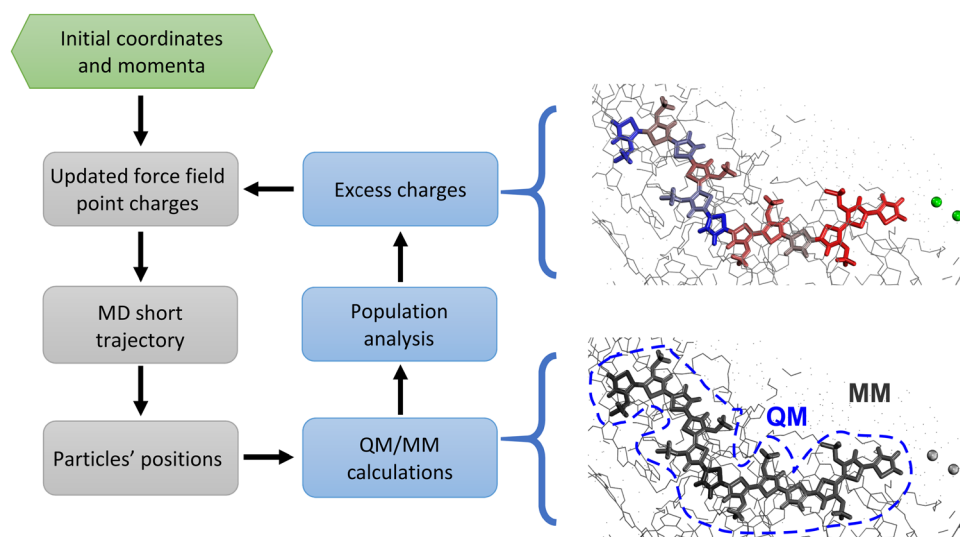 Initial coordinates
and momenta
Updated force field
point charges
Excess charges
MD short
trajectory
Population
analysis
Particles' positions
QM/MM
calculations
QM
MM